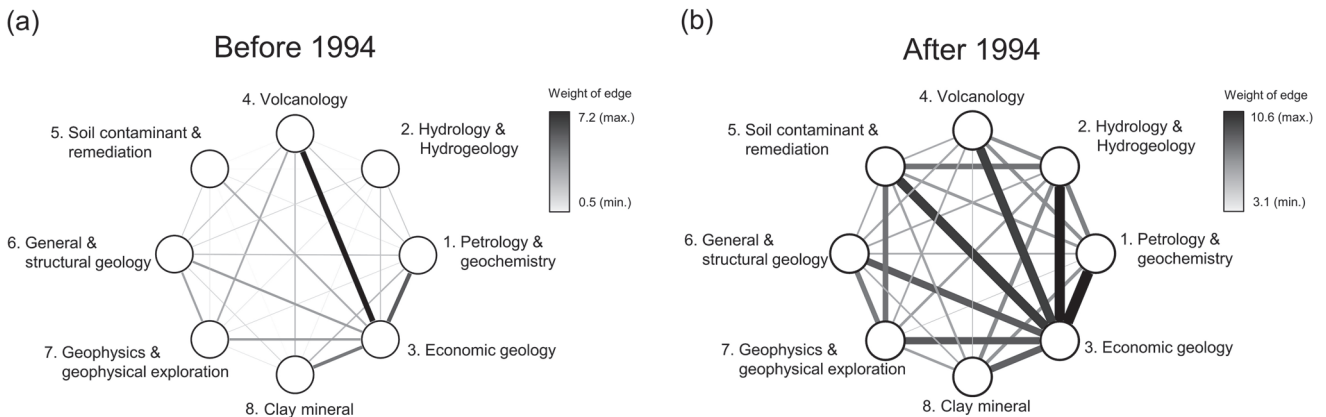 (a)
Before 1994
4. Volcanology
5. Soil contaminant &
remediation
2. Hydrology &
Hydrogeology
6. General &
structural geology
1. Petrology &
geochemistry
7. Geophysics &
geophysical exploration
3. Economic geology
8. Clay mineral
Weight of edge
7.2 (max.)
0.5 (min.)
(b)
After 1994
4. Volcanology
5. Soil contaminant &
remediation
2. Hydrology &
Hydrogeology
6. General &
structural geology
1. Petrology &
geochemistry
7. Geophysics &
geophysical exploration
3. Economic geology
8. Clay mineral
Weight of edge
10.6 (max.)
3.1 (min.)